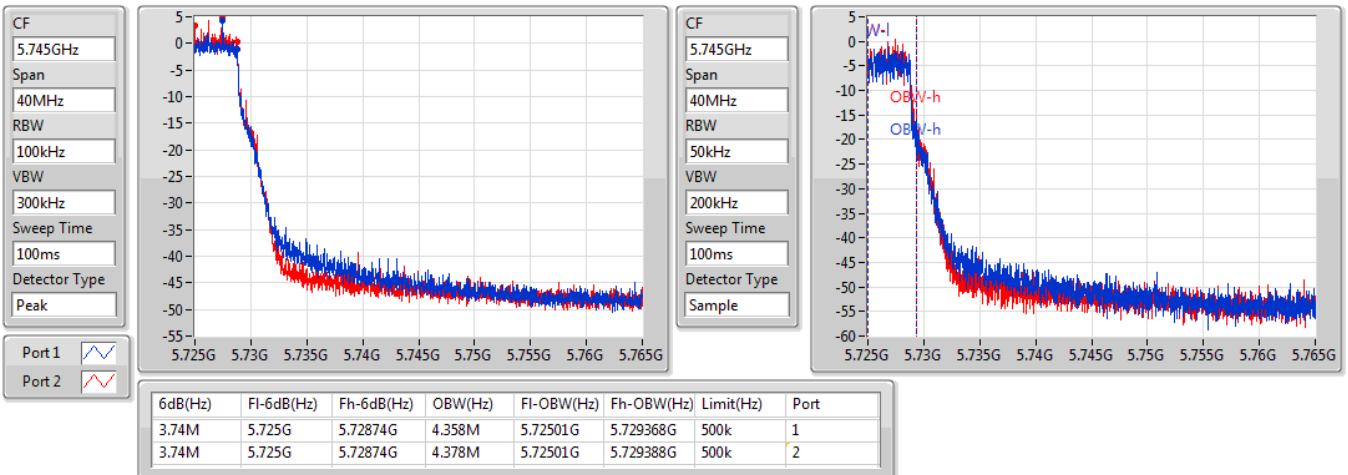 CF
5.745GHz
Span
40MHz
RBW
100kHz
VBW
300kHz
Sweep Time
100ms
Detector Type
Peak
Port 1
Port 2
5
0
-5
-10
-15
-20
-25
-30
-35
-40
-45
-50
-55
5.725G 5.73G 5.735G 5.74G 5.745G 5.75G 5.755G 5.76G 5.765G
CF
5.745GHz
Span
40MHz
RBW
50kHz
VBW
200kHz
Sweep Time
100ms
Detector Type
Sample
5
0
-5
-10
-15
-20
-25
-30
-35
-40
-45
-50
-55
-60
W-l
OBW-h
OBW-h
5.725G 5.73G 5.735G 5.74G 5.745G 5.75G 5.755G 5.76G 5.765G
6dB(Hz) Fl-6dB(Hz) Fh-6dB(Hz) OBW(Hz) Fl-OBW(Hz) Fh-OBW(Hz) Limit(Hz) Port
3.74M 5.725G 5.72874G 4.358M 5.72501G 5.729368G 500k 1
3.74M 5.725G 5.72874G 4.378M 5.72501G 5.729388G 500k 2